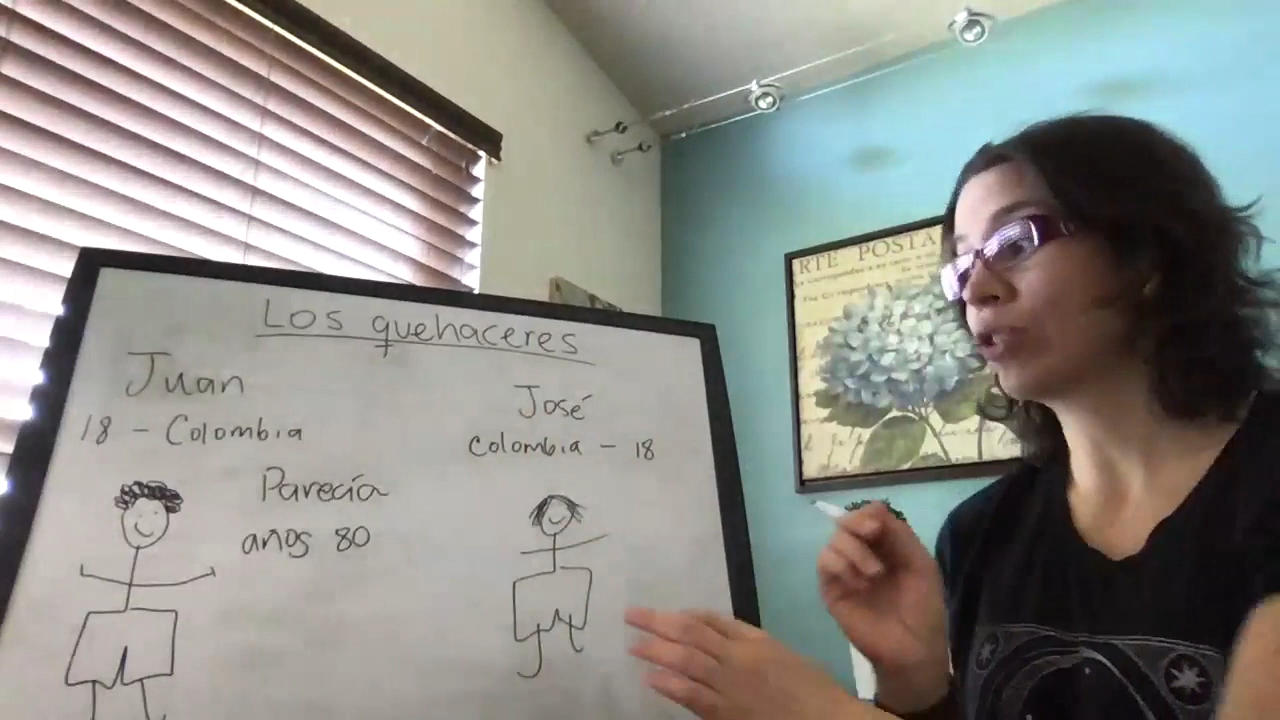 Los quehaceres
Juan
18 - Colombia
José
Colombia - 18
Parecía
años 80
RTE POSTA